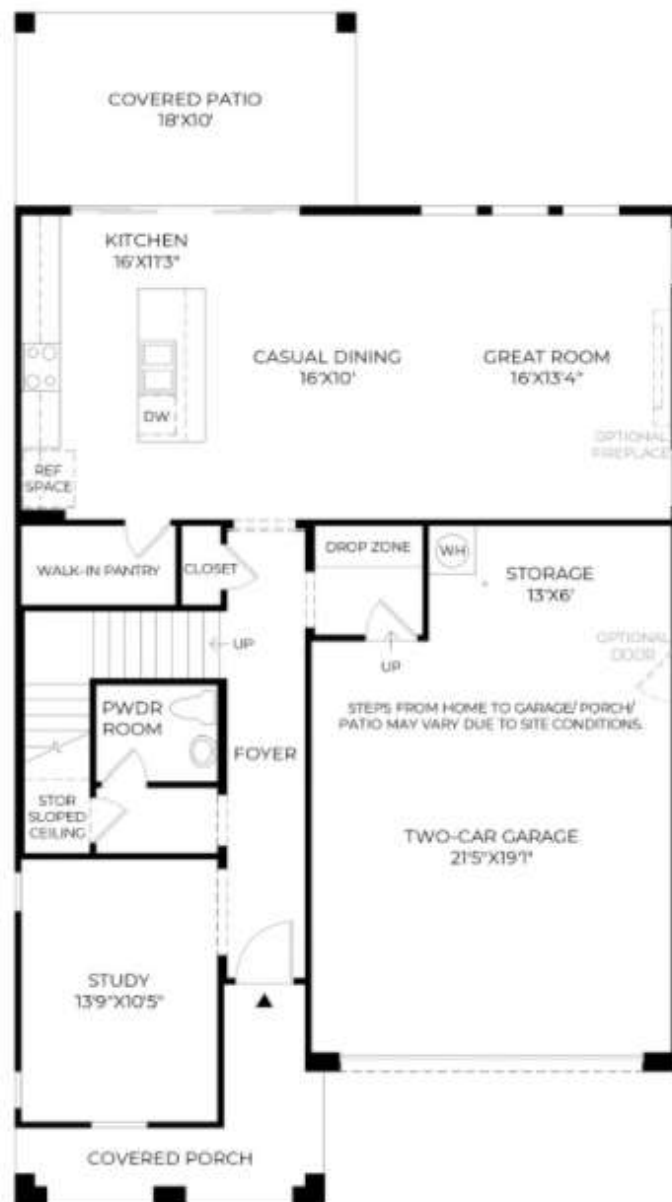 COVERED PATIO
18'X10'
KITCHEN
16'X11'3"
CASUAL DINING
16'X10'
GREAT ROOM
16'X13'4"
DW
OPTIONAL
FIREPLACE
REF
SPACE
WALK-IN PANTRY
CLOSET
DROP ZONE
WH
STORAGE
13'X6'
UP
UP
OPTIONAL
DOOR
PWDR
ROOM
STEPS FROM HOME TO GARAGE/ PORCH/
PATIO MAY VARY DUE TO SITE CONDITIONS.
FOYER
STOR
SLOPED
CEILING
TWO-CAR GARAGE
21'5"X19'1"
STUDY
13'9"X10'5"
COVERED PORCH